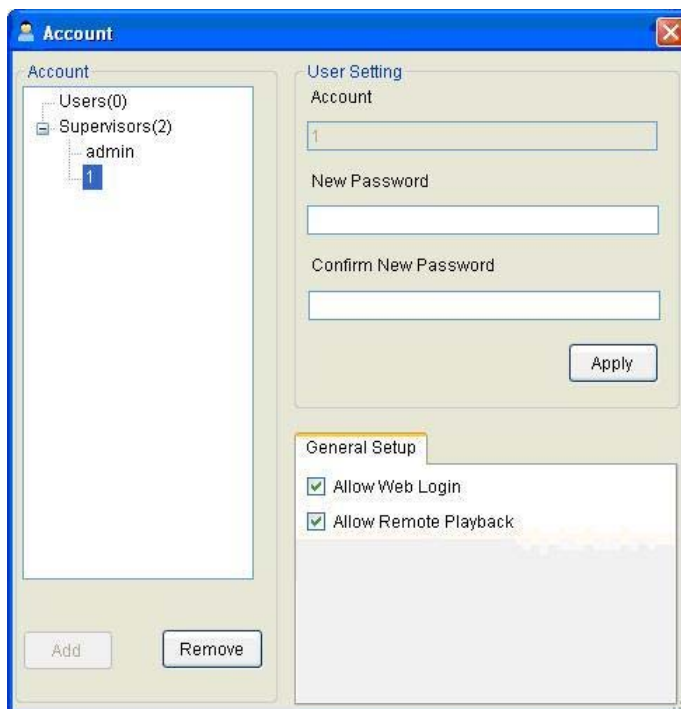 Account
Account
Users(0)
Supervisors(2)
admin
1
Add
Remove
User Setting
Account
1
New Password
Confirm New Password
Apply
General Setup
Allow Web Login
Allow Remote Playback